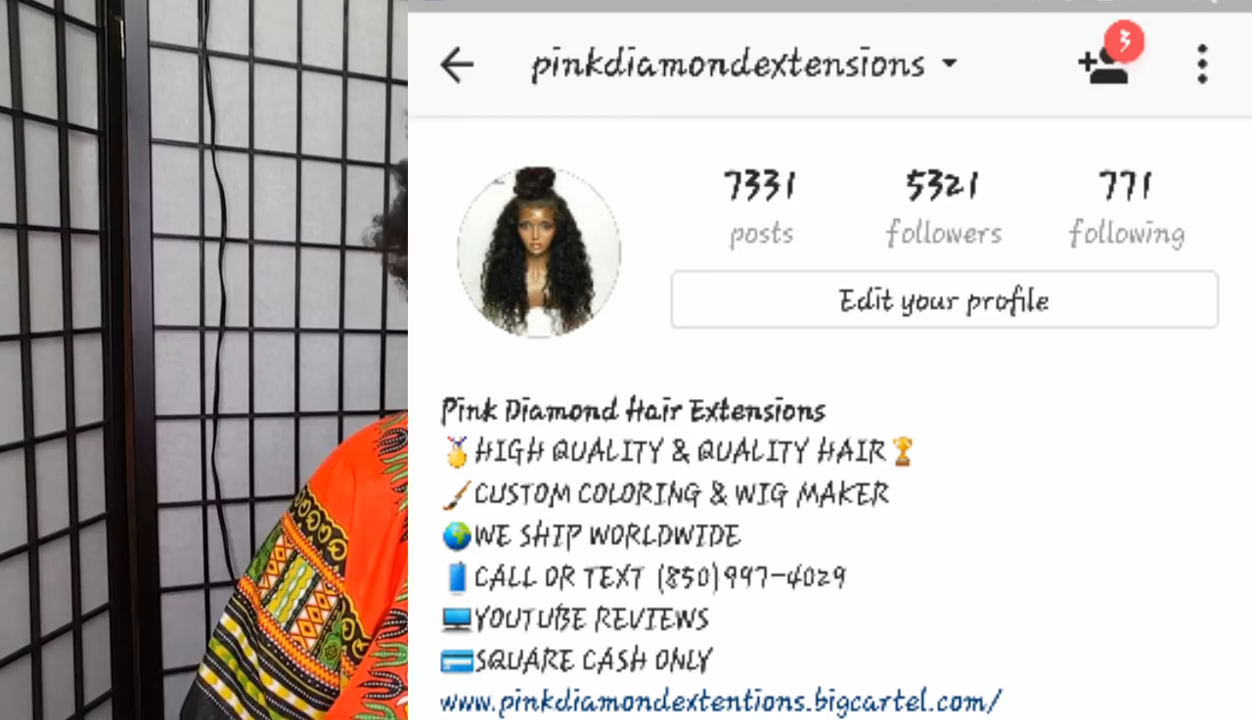 pinkdiamondextensions
3
7331 5321 771
posts followers following
Edit your profile
Pink Diamond Hair Extensions
🏅HIGH QUALITY & QUALITY HAIR🏆
🖌️CUSTOM COLORING & WIG MAKER
🌍WE SHIP WORLDWIDE
📱CALL OR TEXT (850)997-4029
💻YOUTUBE REVIEWS
💳SQUARE CASH ONLY
www.pinkdiamondextentions.bigcartel.com/